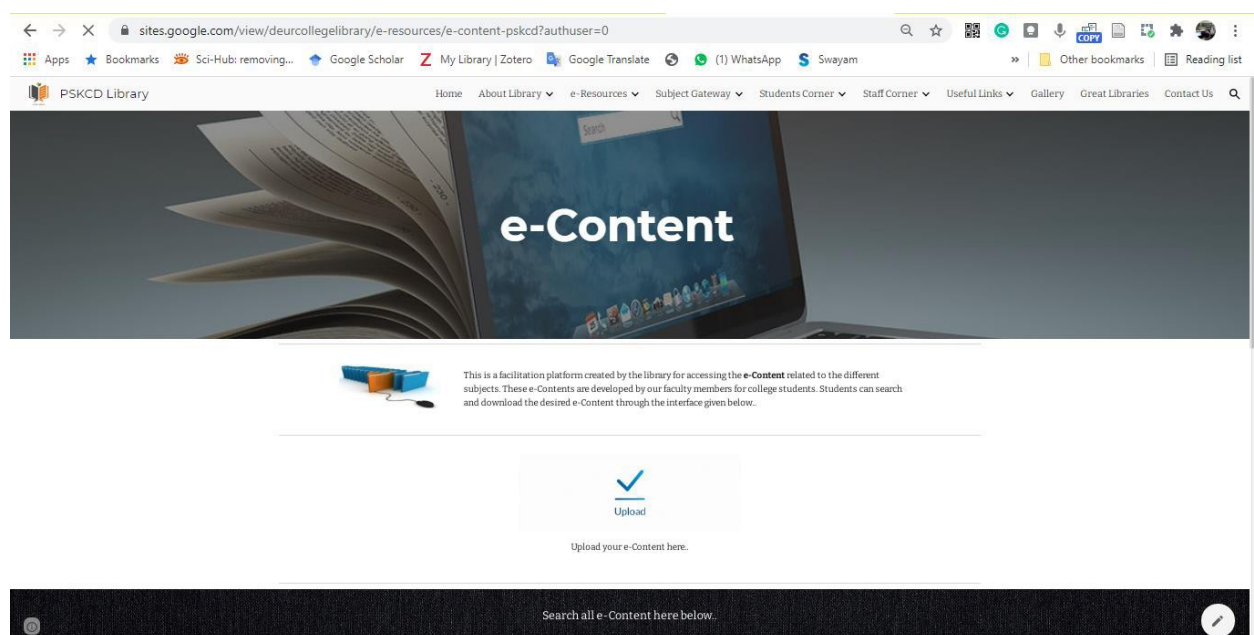 sites.google.com/view/deurcollegelibrary/e-resources/e-content-pskcd?authuser=0
COPY
Apps Bookmarks Sci-Hub: removing... Google Scholar Z My Library | Zotero Google Translate (1) WhatsApp S Swayam » Other bookmarks Reading list
PSKCD Library Home About Library e-Resources Subject Gateway Students Corner Staff Corner Useful Links Gallery Great Libraries Contact Us
Search
e-Content
This is a facilitation platform created by the library for accessing the e-Content related to the different
subjects. These e-Contents are developed by our faculty members for college students. Students can search
and download the desired e-Content through the interface given below..
Upload
Upload your e-Content here..
Search all e-Content here below..